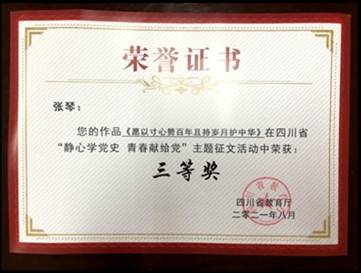 荣誉证书
张琴：
您的作品《愿以寸心赞百年且持岁月护中华》在四川省
“静心学党史 青春献给党”主题征文活动中荣获：
三等奖
四川省教育厅
二零二一年八月